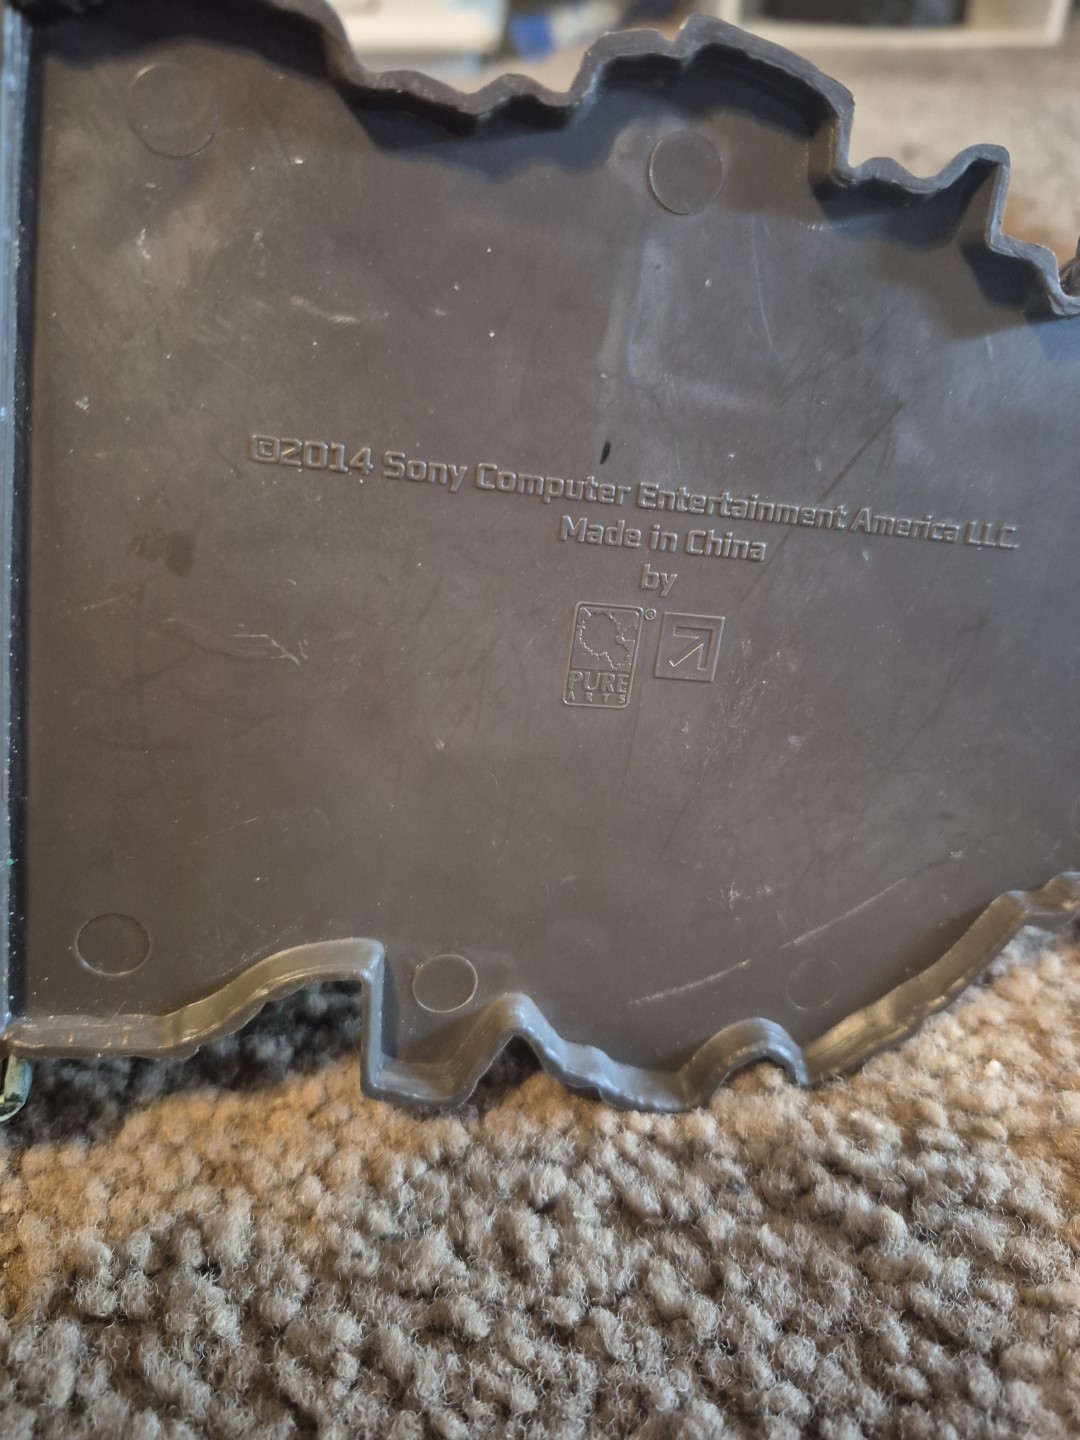 ©2014 Sony Computer Entertainment America LLC.
Made in China
by
PURE ®
ARTS